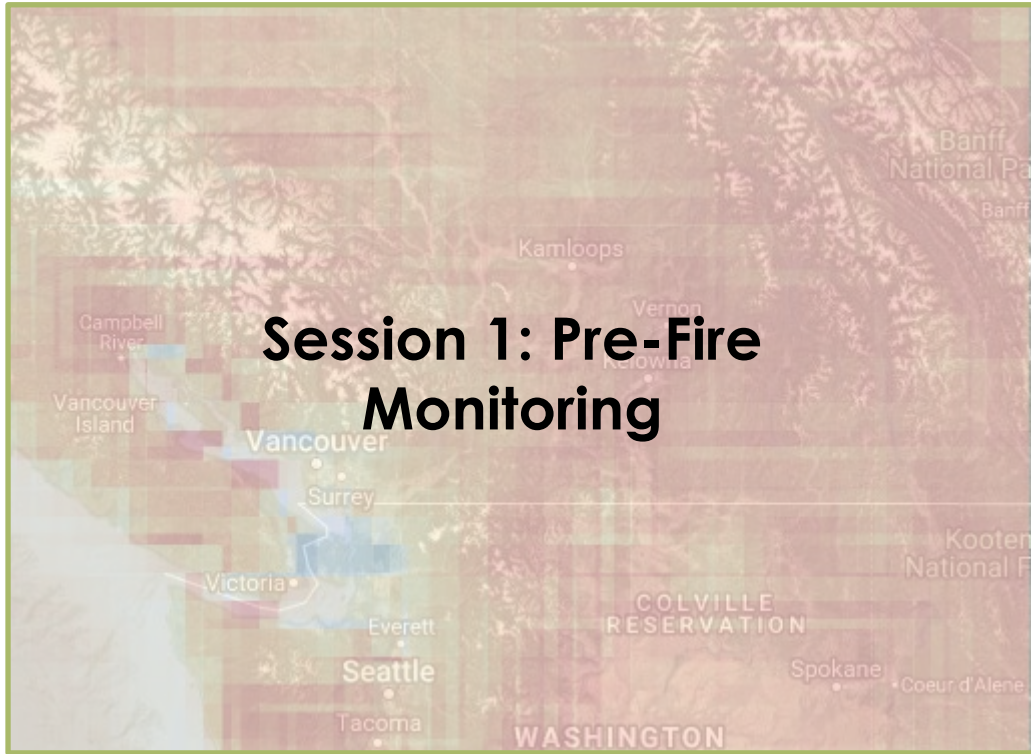 Banff
National Pa
Banff
Kamloops
Vernon
Campbell
River
Session 1: Pre-Fire
Kelowna
Monitoring
Vancouver
Island
Vancouver
Surrey
Kooten
National F
Victoria
COLVILLE
RESERVATION
Everett
Seattle
Spokane
Coeur d'Alene
Tacoma
WASHINGTON